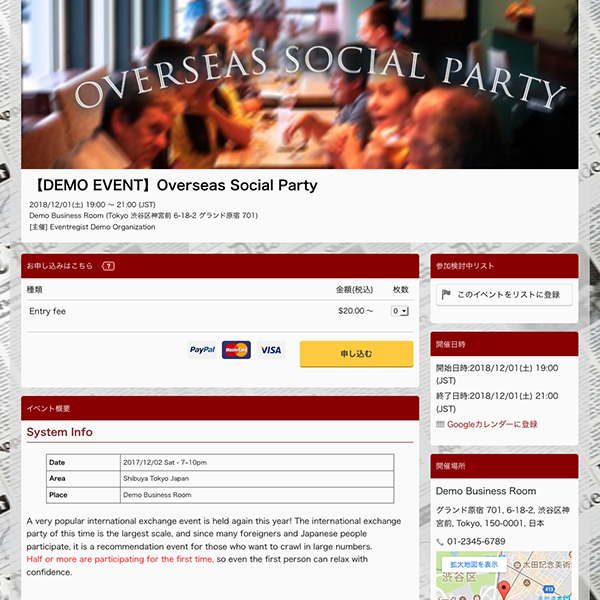 OVERSEAS SOCIAL PARTY
【DEMO EVENT】Overseas Social Party
2018/12/01(土) 19:00 〜 21:00 (JST)
Demo Business Room (Tokyo 渋谷区神宮前 6-18-2 グランド原宿 701)
[主催] Eventregist Demo Organization
お申し込みはこちら ?
種類 金額(税込) 枚数
Entry fee $20.00 〜 0
PayPal MasterCard VISA 申し込む
イベント概要
System Info
Date 2017/12/02 Sat - 7~10pm
Area Shibuya Tokyo Japan
Place Demo Business Room
A very popular international exchange event is held again this year! The international exchange
party of this time is the largest scale, and since many foreigners and Japanese people
participate, it is a recommendation event for those who want to crawl in large numbers.
Half or more are participating for the first time, so even the first person can relax with
confidence.
参加検討中リスト
このイベントをリストに登録
開催日時
開始日時:2018/12/01(土) 19:00
(JST)
終了日時:2018/12/01(土) 21:00
(JST)
Googleカレンダーに登録
開催場所
Demo Business Room
グランド原宿 701, 6-18-2, 渋谷区神
宮前, Tokyo, 150-0001, 日本
01-2345-6789
拡大地図を表示
太田記念美術
渋谷区
413